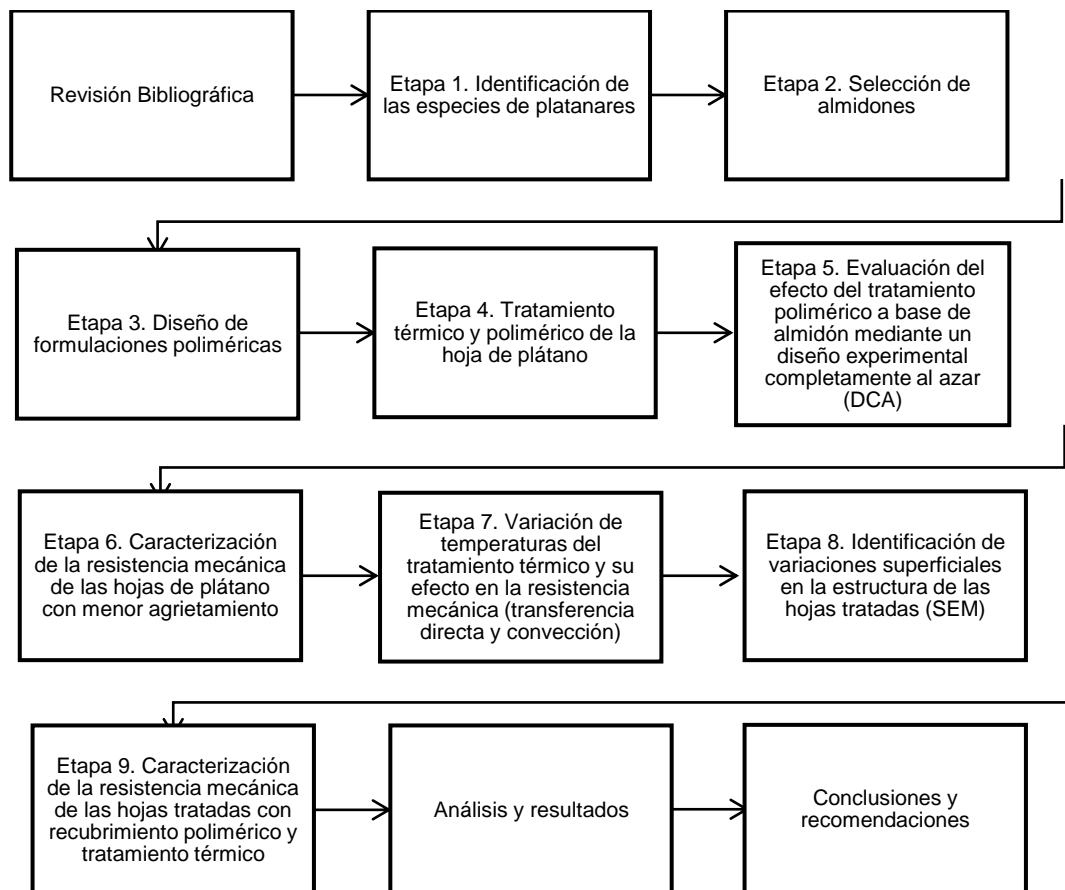 Revisión Bibliográfica
Etapa 1. Identificación de
las especies de platanares
Etapa 2. Selección de
almidones
Etapa 3. Diseño de
formulaciones poliméricas
Etapa 4. Tratamiento
térmico y polimérico de la
hoja de plátano
Etapa 5. Evaluación del
efecto del tratamiento
polimérico a base de
almidón mediante un
diseño experimental
completamente al azar
(DCA)
Etapa 6. Caracterización
de la resistencia mecánica
de las hojas de plátano
con menor agrietamiento
Etapa 7. Variación de
temperaturas del
tratamiento térmico y su
efecto en la resistencia
mecánica (transferencia
directa y convección)
Etapa 8. Identificación de
variaciones superficiales
en la estructura de las
hojas tratadas (SEM)
Etapa 9. Caracterización
de la resistencia mecánica
de las hojas tratadas con
recubrimiento polimérico y
tratamiento térmico
Análisis y resultados
Conclusiones y
recomendaciones